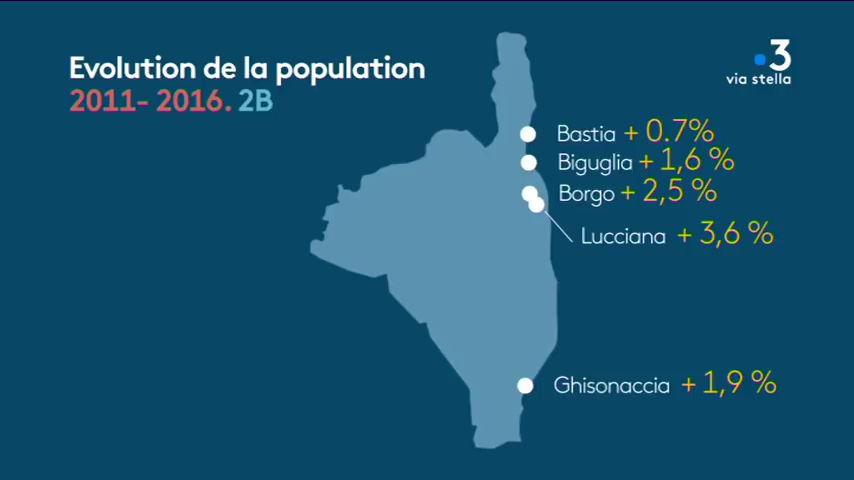 Evolution de la population
2011- 2016. 2B
3
via stella
Bastia + 0.7%
Biguglia + 1,6 %
Borgo + 2,5 %
Lucciana + 3,6 %
Ghisonaccia + 1,9 %